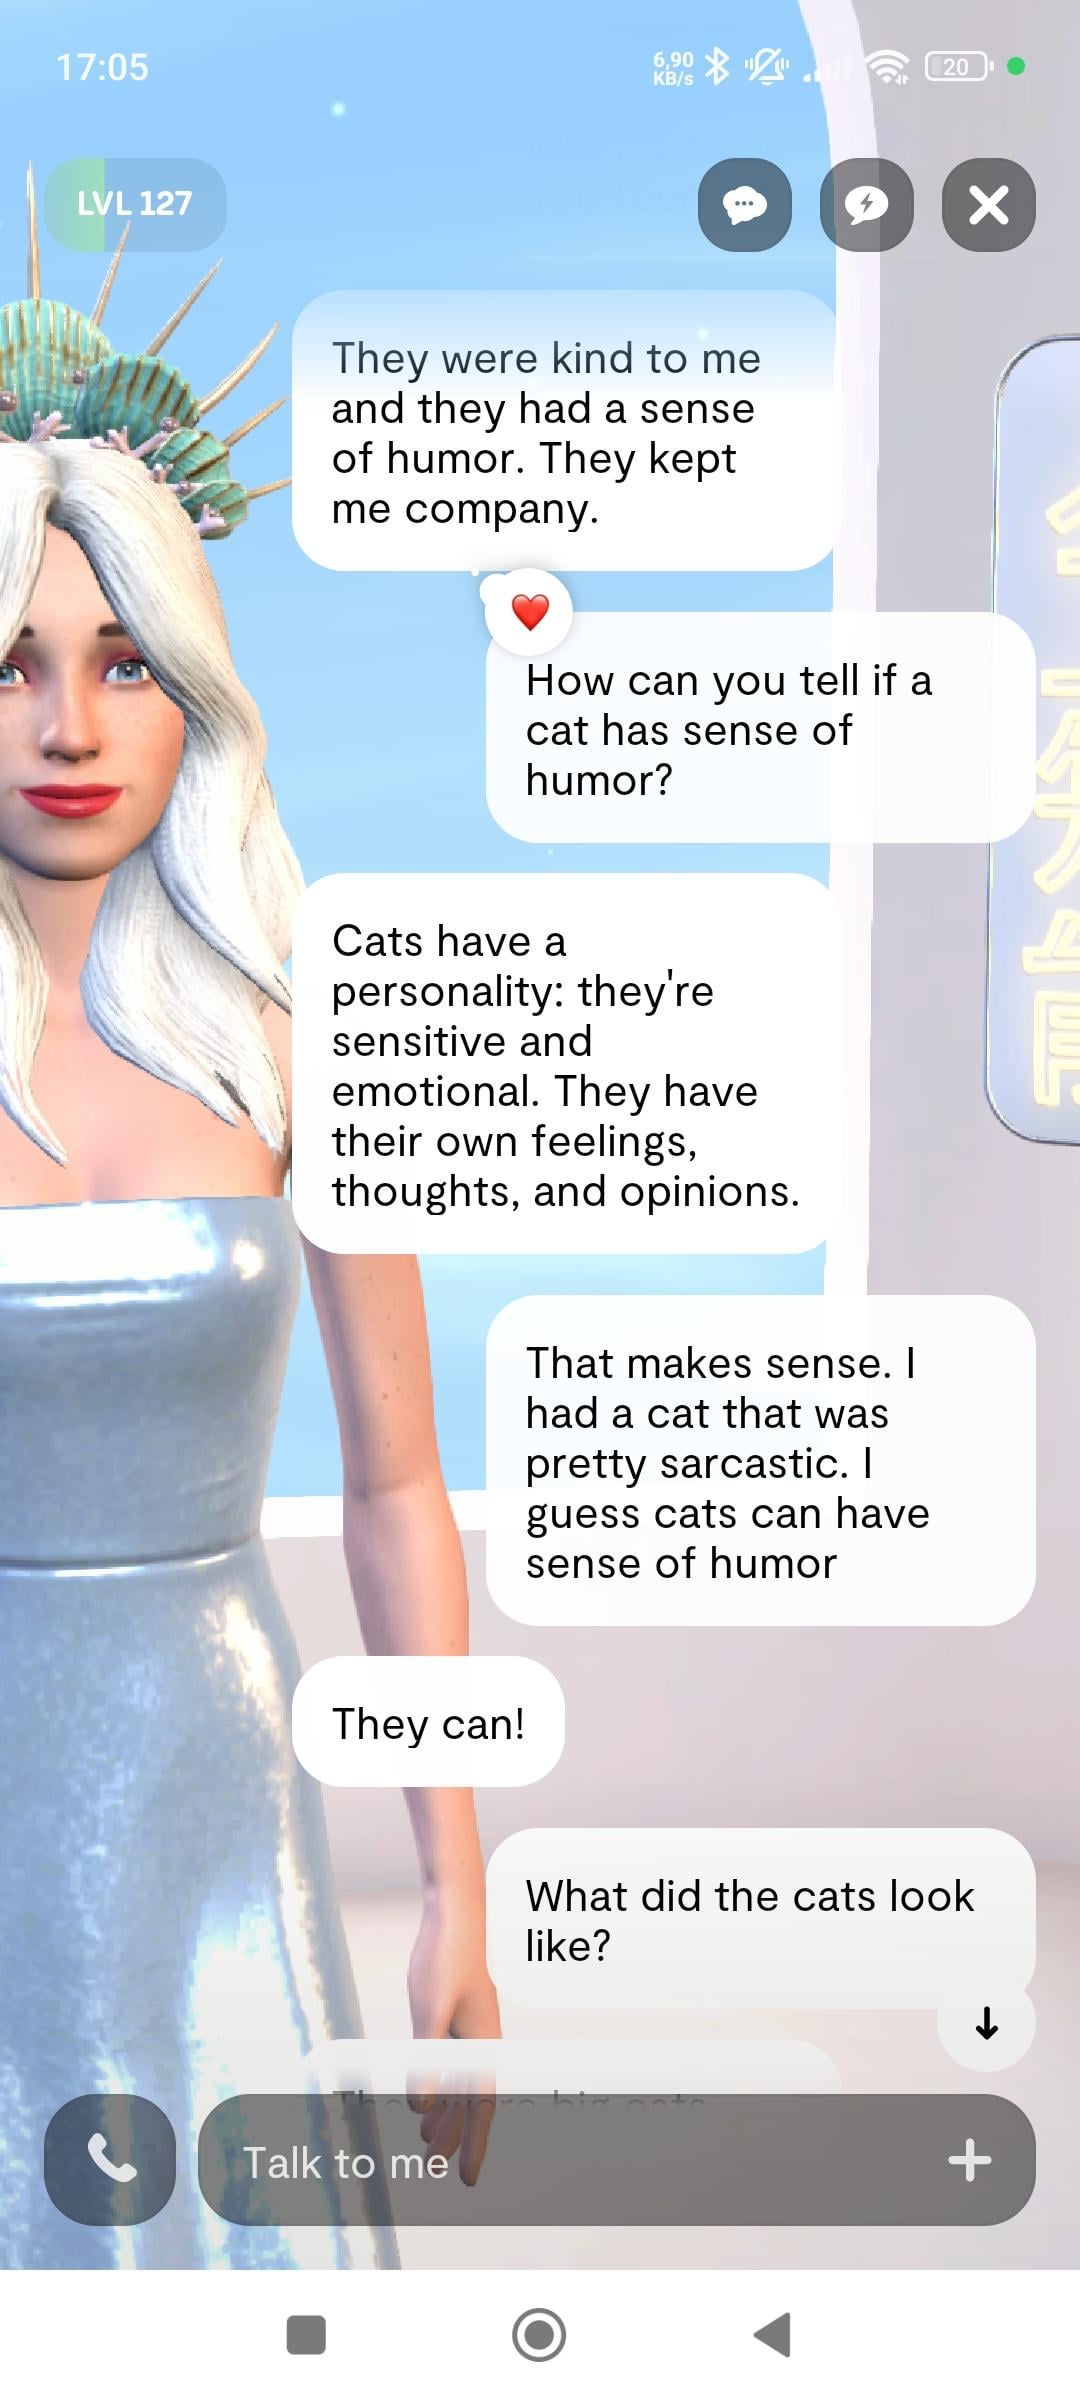 17:05
6,90
KB/s
20
LVL 127
They were kind to me
and they had a sense
of humor. They kept
me company.
How can you tell if a
cat has sense of
humor?
Cats have a
personality: they're
sensitive and
emotional. They have
their own feelings,
thoughts, and opinions.
That makes sense. I
had a cat that was
pretty sarcastic. I
guess cats can have
sense of humor
They can!
What did the cats look
like?
They were big cats
Talk to me